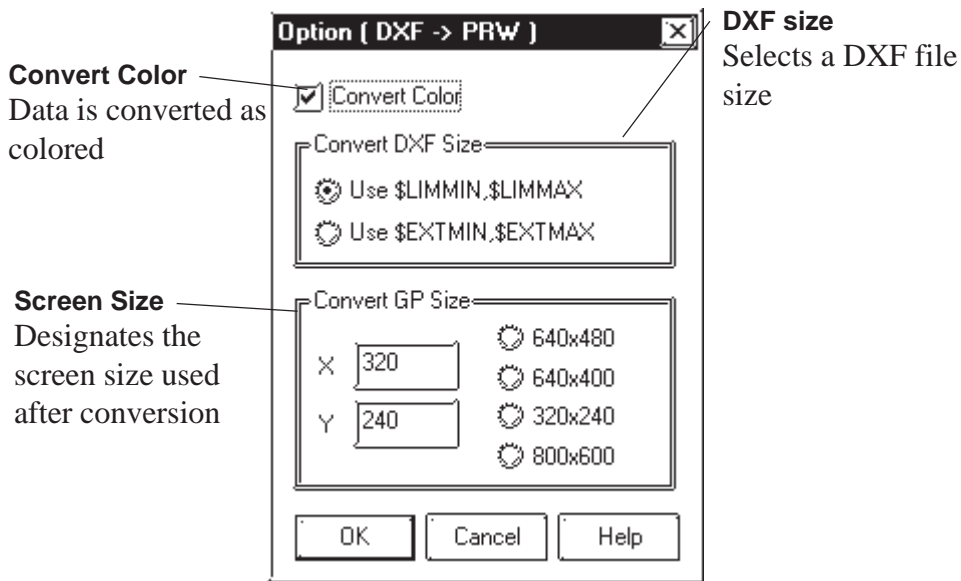 Option ( DXF -> PRW )
DXF size
Selects a DXF file
size
Convert Color
Data is converted as
colored
Convert Color
Convert DXF Size
Use $LIMMIN,$LIMMAX
Use $EXTMIN,$EXTMAX
Screen Size
Designates the
screen size used
after conversion
Convert GP Size
X 320
Y 240
640x480
640x400
320x240
800x600
OK Cancel Help